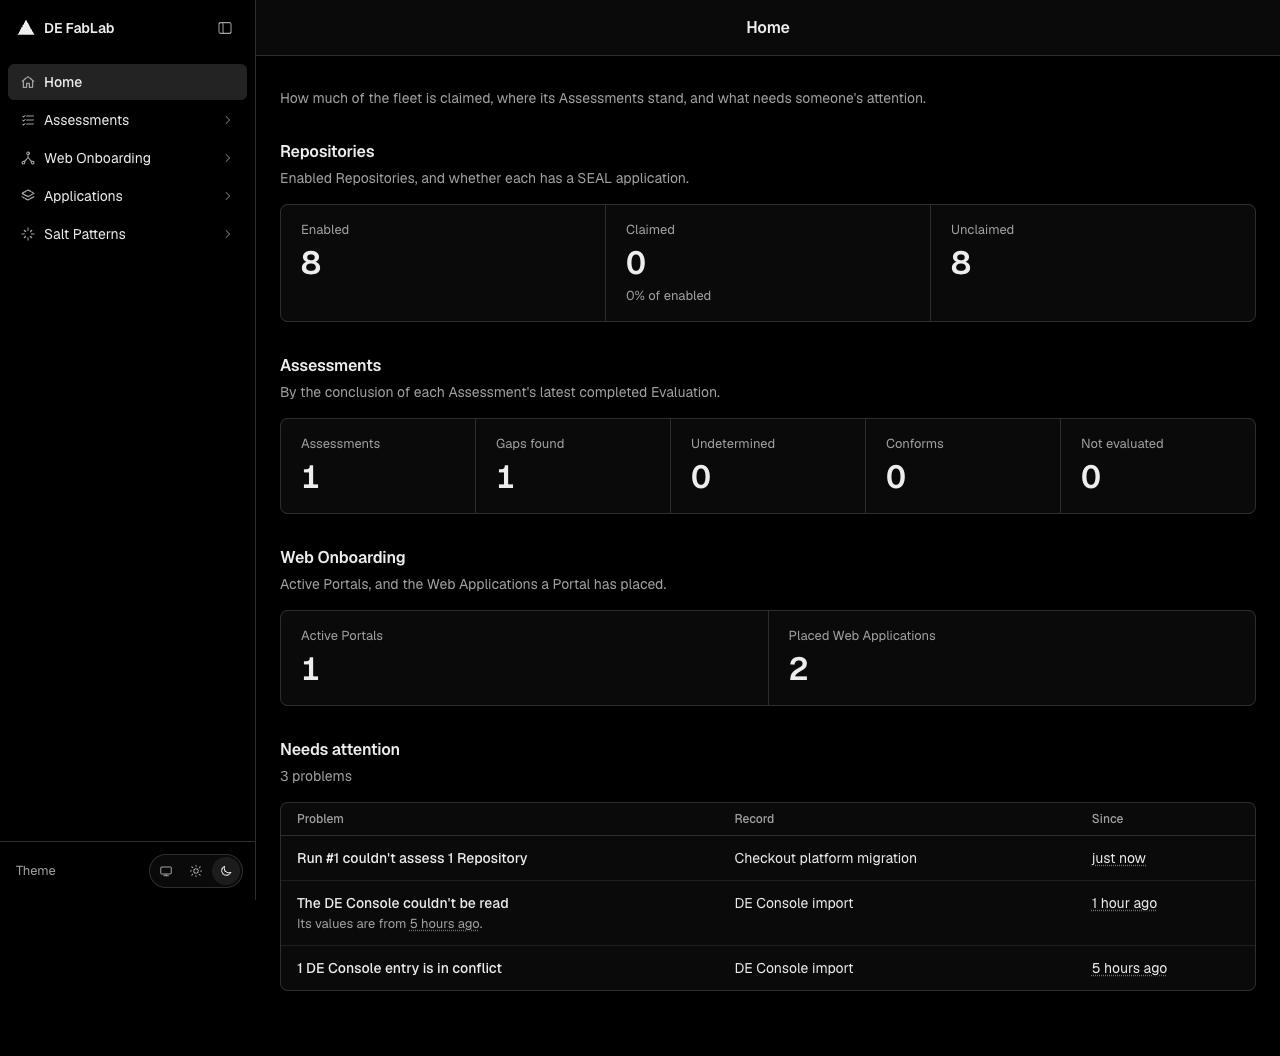 DE FabLab
Home
Home
Assessments
Web Onboarding
Applications
Salt Patterns
Theme
How much of the fleet is claimed, where its Assessments stand, and what needs someone's attention.
Repositories
Enabled Repositories, and whether each has a SEAL application.
Enabled
8
Claimed
0
0% of enabled
Unclaimed
8
Assessments
By the conclusion of each Assessment's latest completed Evaluation.
Assessments
1
Gaps found
1
Undetermined
0
Conforms
0
Not evaluated
0
Web Onboarding
Active Portals, and the Web Applications a Portal has placed.
Active Portals
1
Placed Web Applications
2
Needs attention
3 problems
Problem Record Since
Run #1 couldn't assess 1 Repository Checkout platform migration just now
The DE Console couldn't be read DE Console import 1 hour ago
Its values are from 5 hours ago.
1 DE Console entry is in conflict DE Console import 5 hours ago